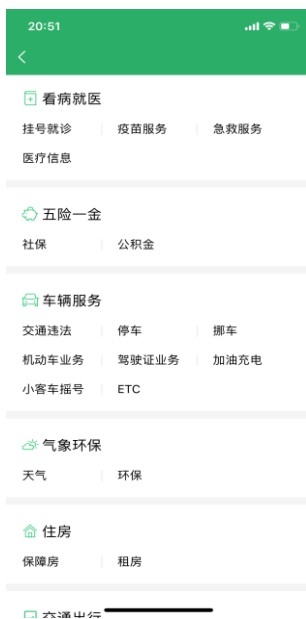 20:51
看病就医
挂号就诊 疫苗服务 急救服务
医疗信息
五险一金
社保 公积金
车辆服务
交通违法 停车 挪车
机动车业务 驾驶证业务 加油充电
小客车摇号 ETC
气象环保
天气 环保
住房
保障房 租房
交通出行